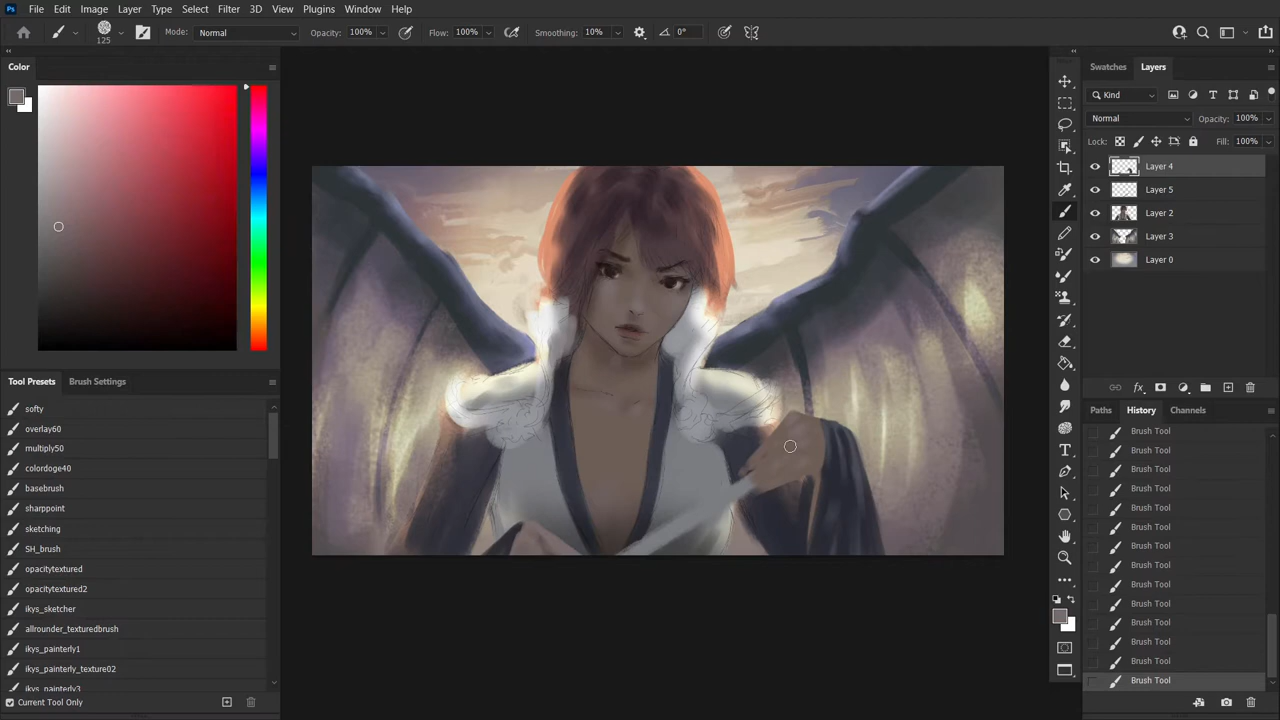 Ps File Edit Image Layer Type Select Filter 3D View Plugins Window Help
125 Mode: Normal Opacity: 100% Flow: 100% Smoothing: 10% 0°
Color
Tool Presets Brush Settings
softy
overlay60
multiply50
colordoge40
basebrush
sharppoint
sketching
SH_brush
opacitytextured
opacitytextured2
ikys_sketcher
allrounder_texturedbrush
ikys_painterly1
ikys_painterly_texture02
ikys_painterly3
Current Tool Only
Swatches Layers
Kind
Normal Opacity: 100%
Lock: Fill: 100%
Layer 4
Layer 5
Layer 2
Layer 3
Layer 0
fx
Paths History Channels
Brush Tool
Brush Tool
Brush Tool
Brush Tool
Brush Tool
Brush Tool
Brush Tool
Brush Tool
Brush Tool
Brush Tool
Brush Tool
Brush Tool
Brush Tool
Brush Tool